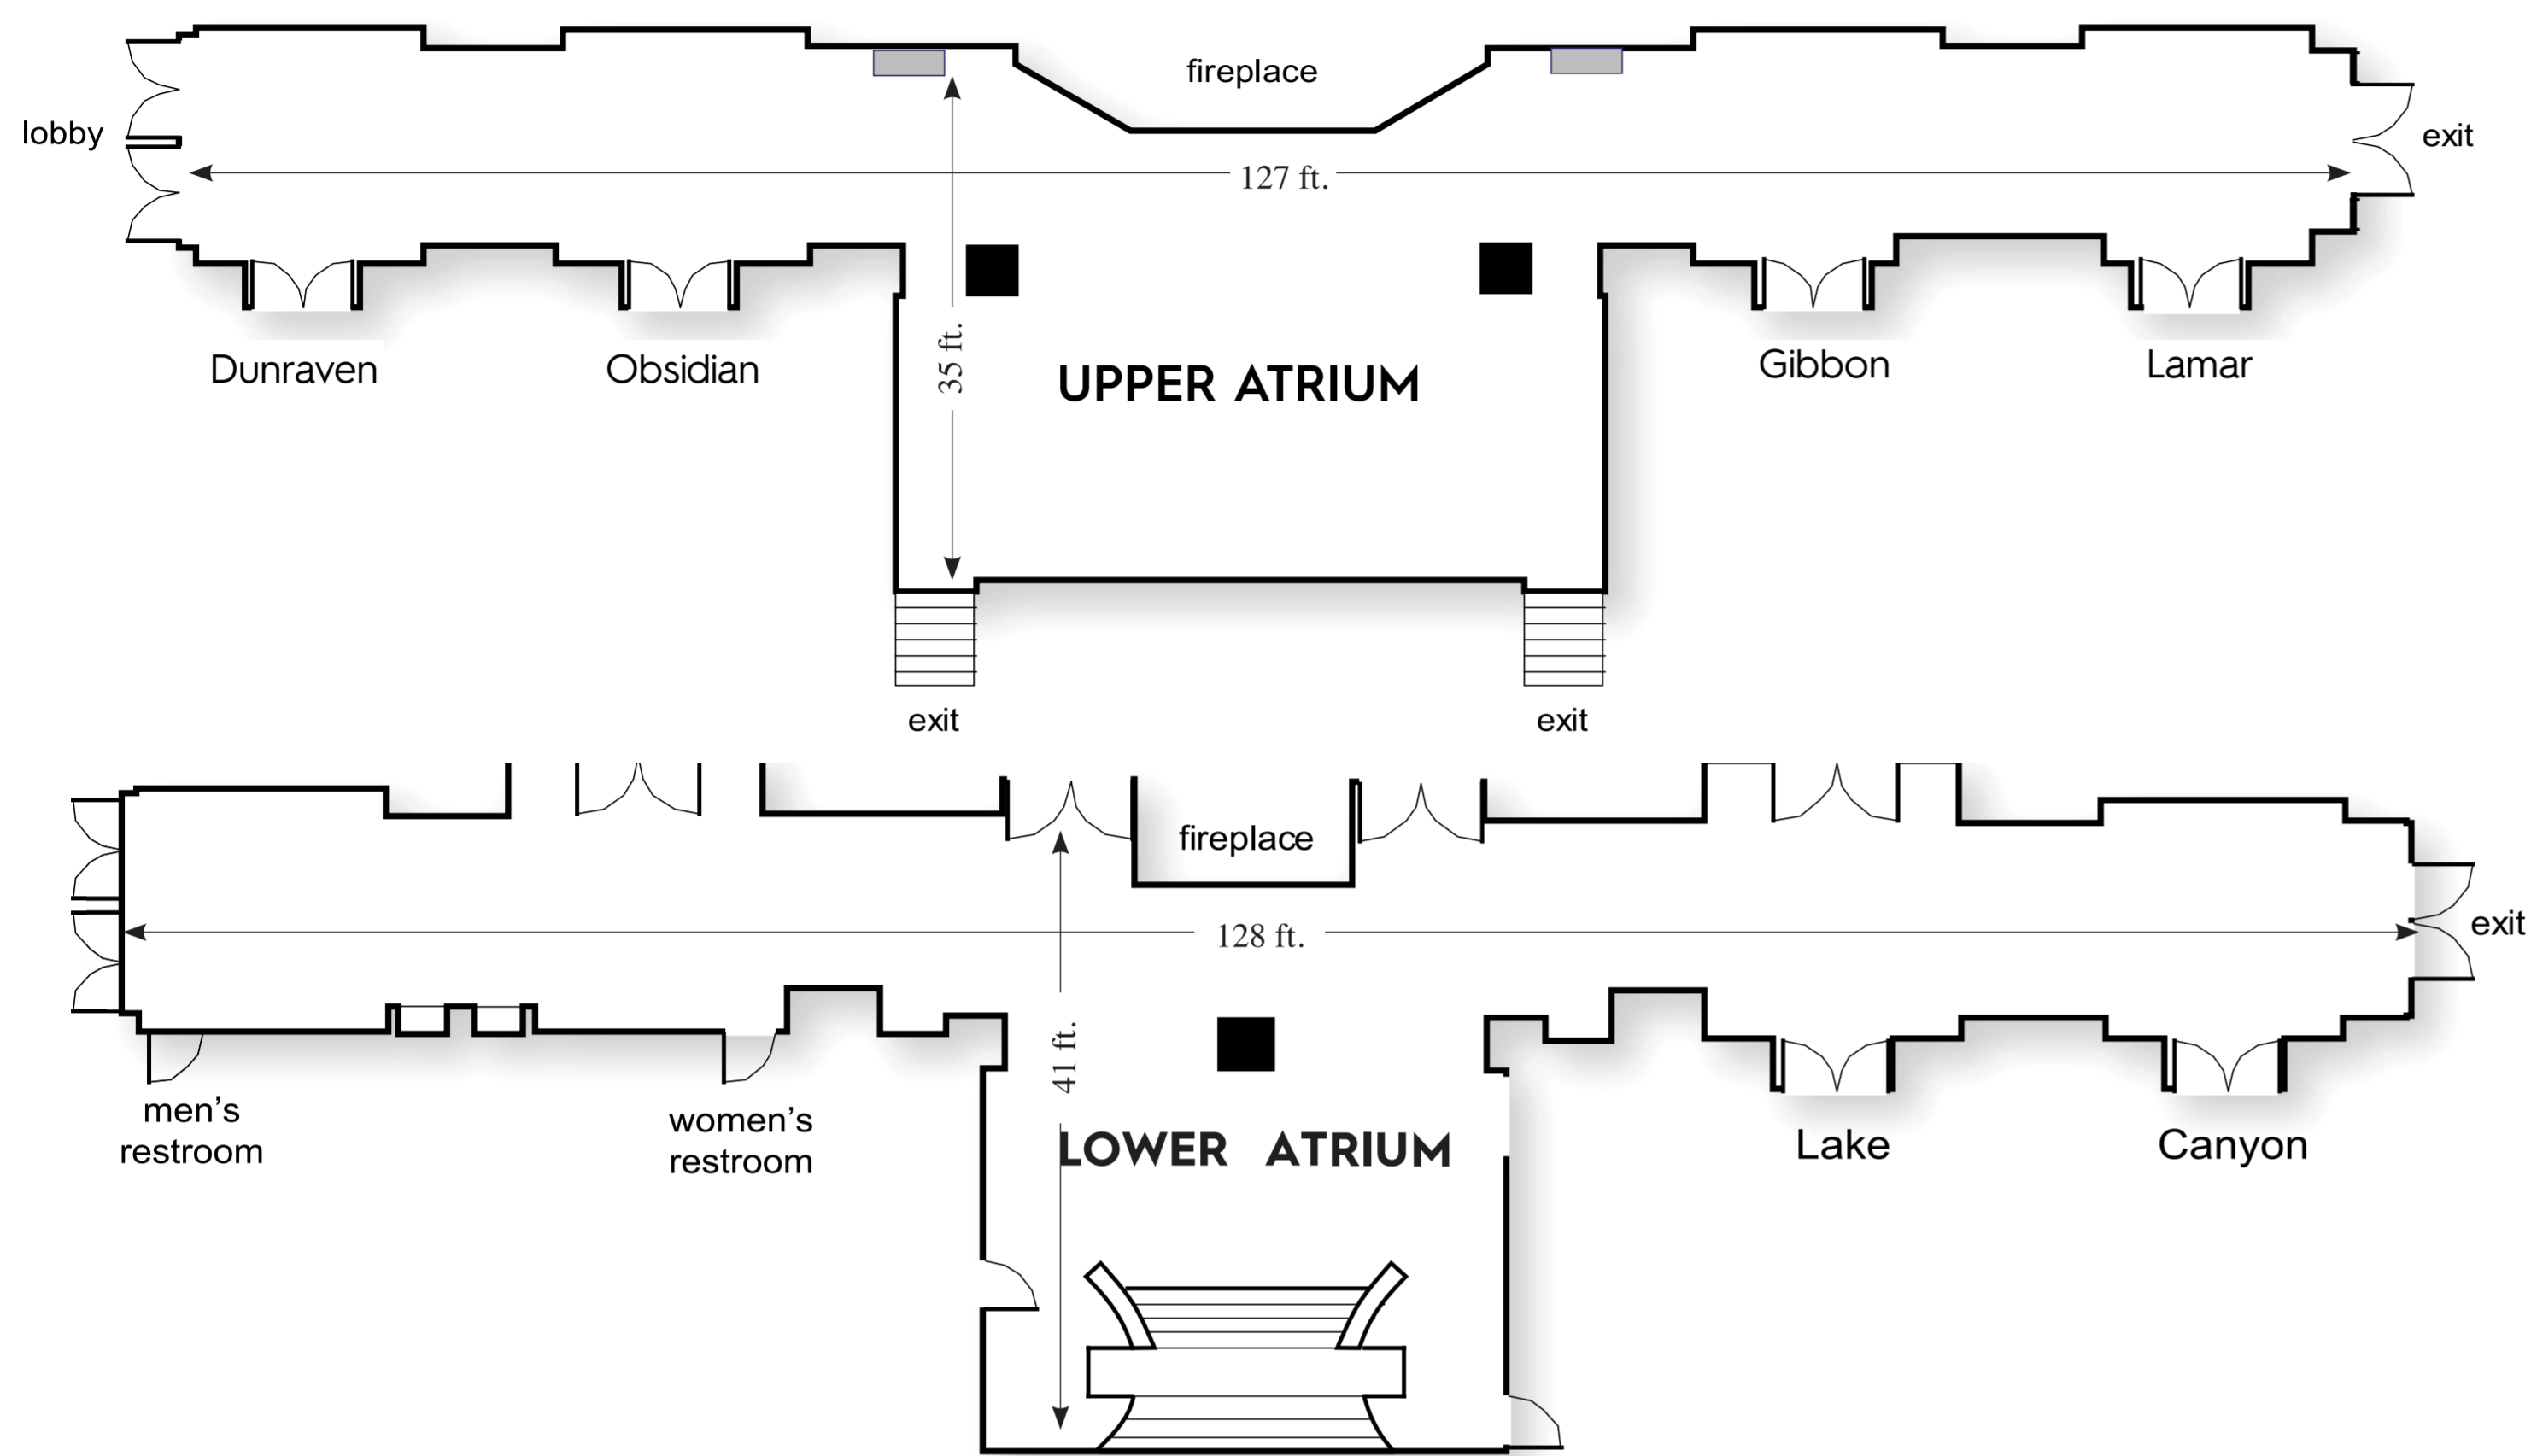 fireplace
lobby
exit
127 ft.
35 ft.
Dunraven
Obsidian
UPPER ATRIUM
Gibbon
Lamar
exit
exit
fireplace
128 ft.
exit
41 ft.
men’s
restroom
women’s
restroom
LOWER ATRIUM
Lake
Canyon